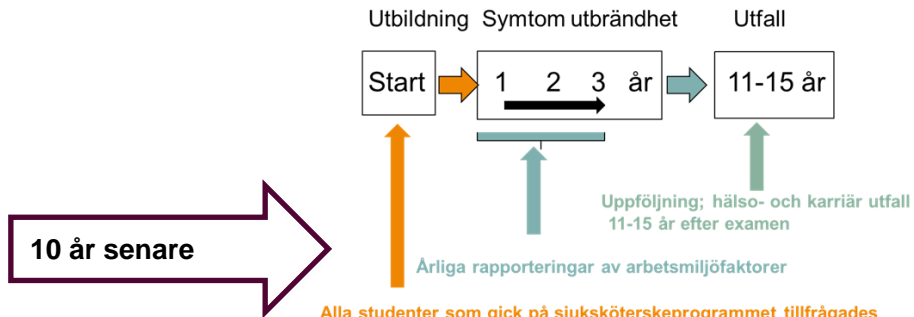 Utbildning Symtom utbrändhet Utfall
Start 1 2 3 år 11-15 år
Uppföljning; hälso- och karriär utfall
11-15 år efter examen
10 år senare
Årliga rapporteringar av arbetsmiljöfaktorer
Alla studenter som gick på sjuksköterskeprogrammet tillfrågades